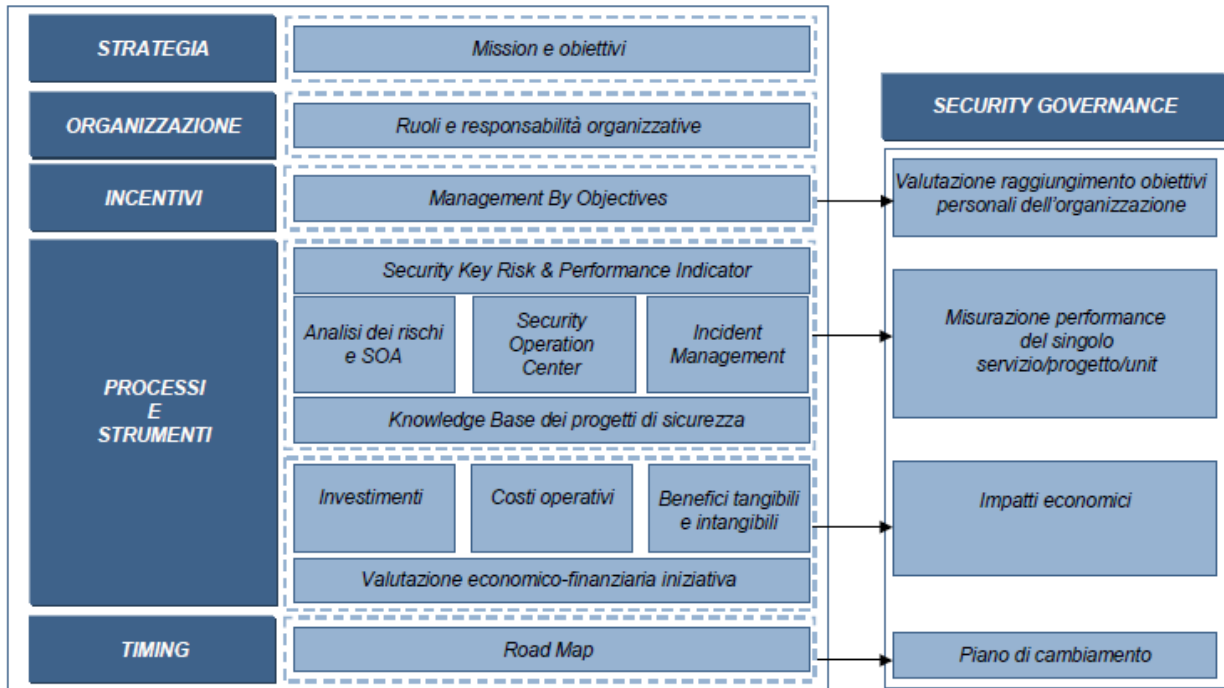 STRATEGIA
Mission e obiettivi
ORGANIZZAZIONE
Ruoli e responsabilità organizzative
INCENTIVI
Management By Objectives
PROCESSI
E
STRUMENTI
Security Key Risk & Performance Indicator
Analisi dei rischi
e SOA
Security
Operation
Center
Incident
Management
Knowledge Base dei progetti di sicurezza
Investimenti
Costi operativi
Benefici tangibili
e intangibili
Valutazione economico-finanziaria iniziativa
TIMING
Road Map
SECURITY GOVERNANCE
Valutazione raggiungimento obiettivi
personali dell'organizzazione
Misurazione performance
del singolo
servizio/progetto/unit
Impatti economici
Piano di cambiamento